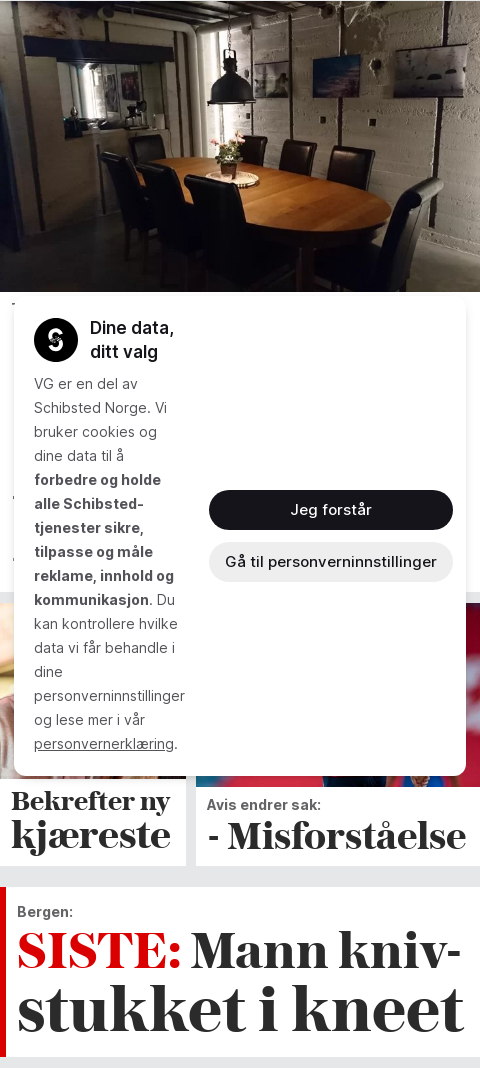 Dine data,
ditt valg
VG er en del av
Schibsted Norge. Vi
bruker cookies og
dine data til å
forbedre og holde
alle Schibsted-
tjenester sikre,
tilpasse og måle
reklame, innhold og
kommunikasjon. Du
kan kontrollere hvilke
data vi får behandle i
dine
personverninnstillinger
og lese mer i vår
personvernerklæring.
Jeg forstår
Gå til personverninnstillinger
Bekrefter ny
kjæreste
Avis endrer sak:
- Misforståelse
Bergen:
SISTE: Mann kniv-
stukket i kneet